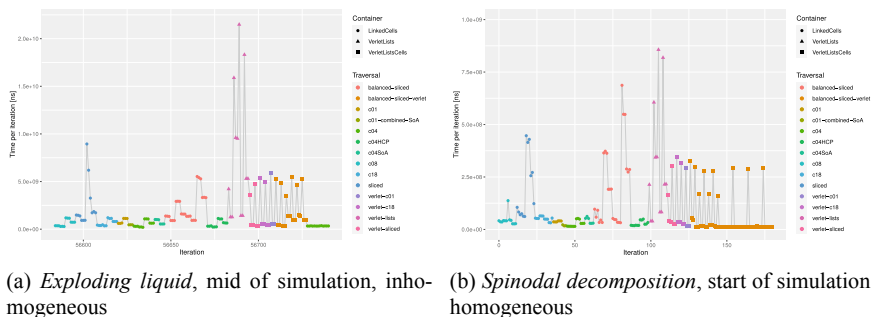 Time per iteration [ns]
2.0e+10
1.5e+10
1.0e+10
5.0e+09
0.0e+00
56600
56650
56700
Iteration
Container
LinkedCells
VerletLists
VerletListsCells
Traversal
balanced-sliced
balanced-sliced-verlet
c01
c01-combined-SoA
c04
c04HCP
c04SoA
c08
c18
sliced
verlet-c01
verlet-c18
verlet-lists
verlet-sliced
Time per iteration [ns]
1.0e+09
7.5e+08
5.0e+08
2.5e+08
0.0e+00
0
50
100
150
Iteration
Container
LinkedCells
VerletLists
VerletListsCells
Traversal
balanced-sliced
balanced-sliced-verlet
c01
c01-combined-SoA
c04
c04HCP
c04SoA
c08
c18
sliced
verlet-c01
verlet-c18
verlet-lists
verlet-sliced
(a) Exploding liquid, mid of simulation, inho-
mogeneous
(b) Spinodal decomposition, start of simulation
homogeneous